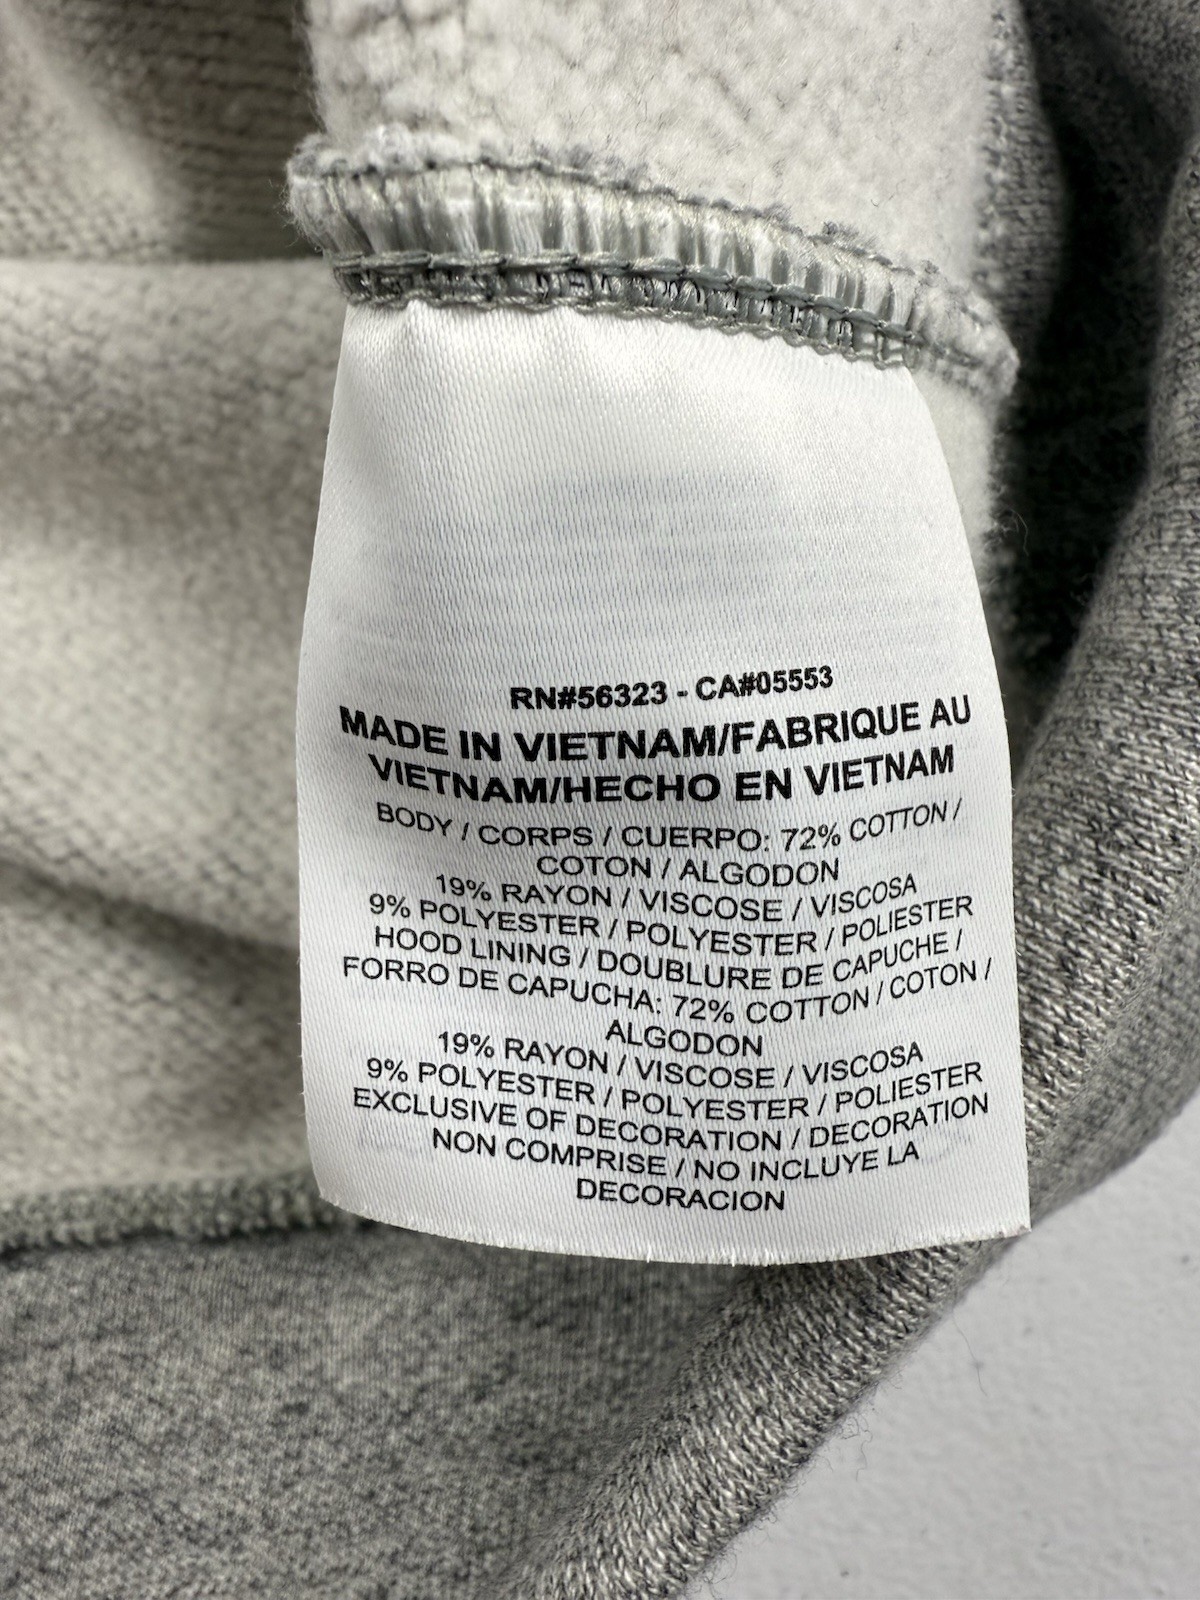 RN#56323 - CA#05553
MADE IN VIETNAM/FABRIQUE AU
VIETNAM/HECHO EN VIETNAM
BODY / CORPS / CUERPO: 72% COTTON /
COTON / ALGODON
19% RAYON / VISCOSE / VISCOSA
9% POLYESTER / POLYESTER / POLIESTER
HOOD LINING / DOUBLURE DE CAPUCHE /
FORRO DE CAPUCHA: 72% COTTON / COTON /
ALGODON
19% RAYON / VISCOSE / VISCOSA
9% POLYESTER / POLYESTER / POLIESTER
EXCLUSIVE OF DECORATION / DECORATION
NON COMPRISE / NO INCLUYE LA
DECORACION